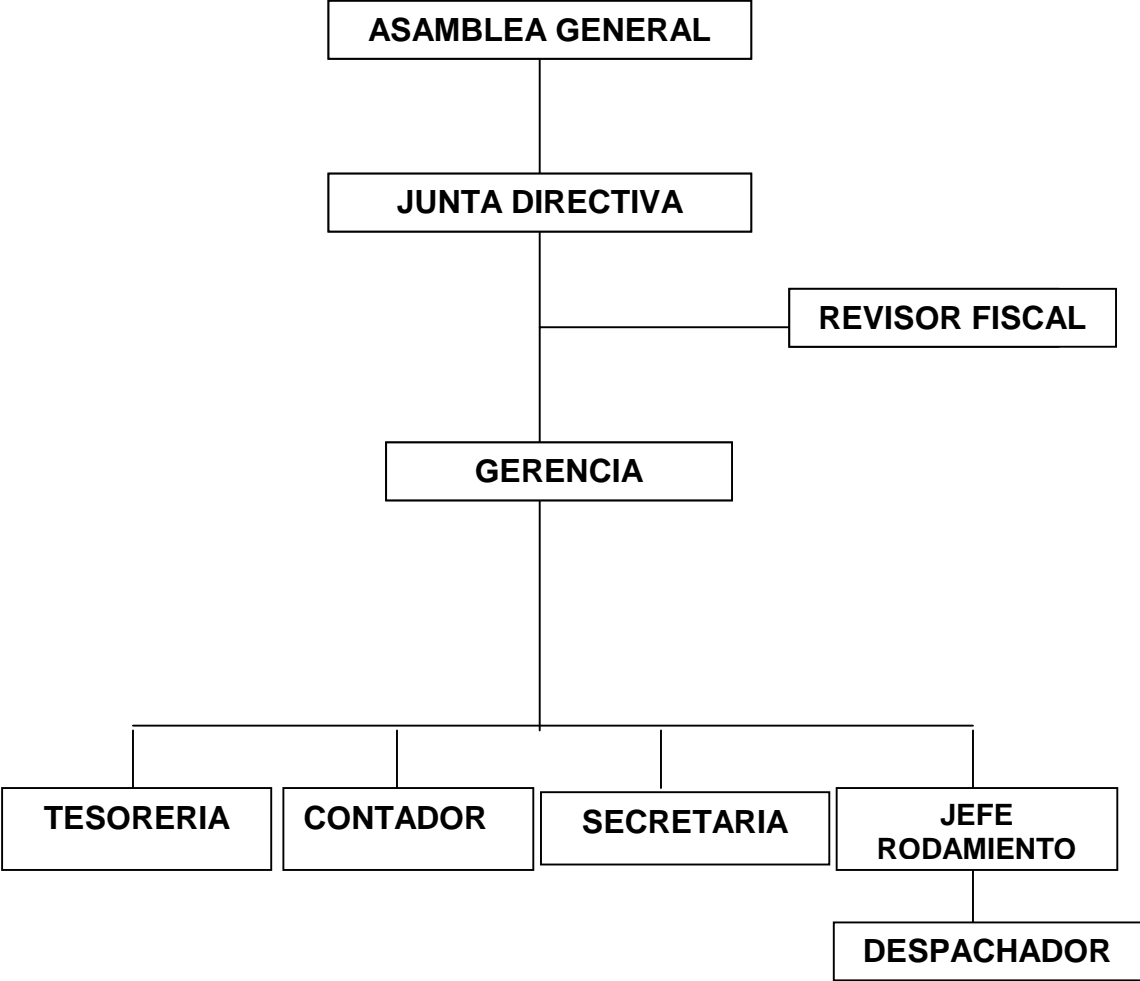 ASAMBLEA GENERAL
JUNTA DIRECTIVA
REVISOR FISCAL
GERENCIA
TESORERIA
CONTADOR
SECRETARIA
JEFE
RODAMIENTO
DESPACHADOR